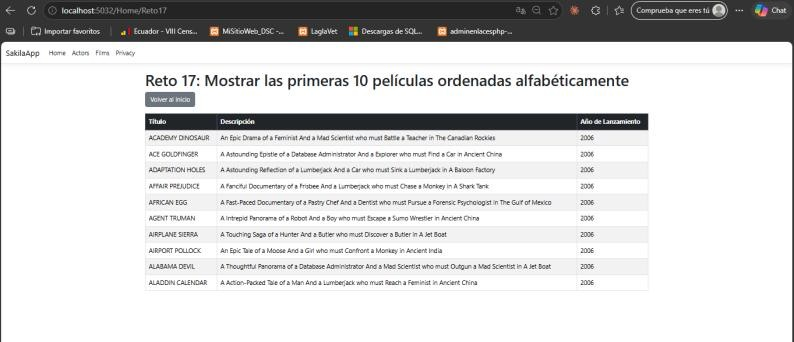 localhost:5032/Home/Reto17
Comprueba que eres tú
Chat
Importar favoritos
Ecuador - VIII Cens...
MiSitioWeb_DSC -...
LaglaVet
Descargas de SQL...
adminenlacesphp-...
SakilaApp Home Actors Films Privacy
Reto 17: Mostrar las primeras 10 películas ordenadas alfabéticamente
Volver al Inicio
Título Descripción Año de Lanzamiento
ACADEMY DINOSAUR A Epic Drama of a Feminist And a Mad Scientist who must Battle a Teacher in The Canadian Rockies 2006
ACE GOLDFINGER A Astounding Epistle of a Database Administrator And a Explorer who must Find a Car in Ancient China 2006
ADAPTATION HOLES A Astounding Reflection of a Lumberjack And a Car who must Sink a Lumberjack in A Baloon Factory 2006
AFFAIR PREJUDICE A Fanciful Documentary of a Frisbee And a Lumberjack who must Chase a Monkey in A Shark Tank 2006
AFRICAN EGG A Fast-Paced Documentary of a Pastry Chef And a Dentist who must Pursue a Forensic Psychologist in The Gulf of Mexico 2006
AGENT TRUMAN A Intrepid Panorama of a Robot And a Boy who must Escape a Sumo Wrestler in Ancient China 2006
AIRPLANE SIERRA A Touching Saga of a Hunter And a Butler who must Discover a Butler in A Jet Boat 2006
AIRPORT POLLOCK An Epic Tale of a Moose And a Girl who must Confront a Monkey in Ancient India 2006
ALABAMA DEVIL A Thoughtful Panorama of a Database Administrator And a Mad Scientist who must Outgun a Mad Scientist in A Jet Boat 2006
ALADDIN CALENDAR A Action-Packed Tale of a Man And a Lumberjack who must Reach a Feminist in Ancient China 2006